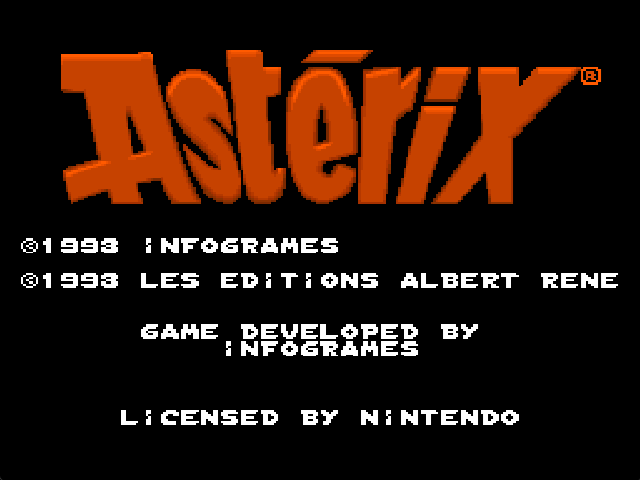 Astérix®
©1993 iNFOGRAMES
©1993 LES EDiTiONS ALBERT RENE
GAME DEVELOPED BY
iNFOGRAMES
LiCENSED BY NiNTENDO